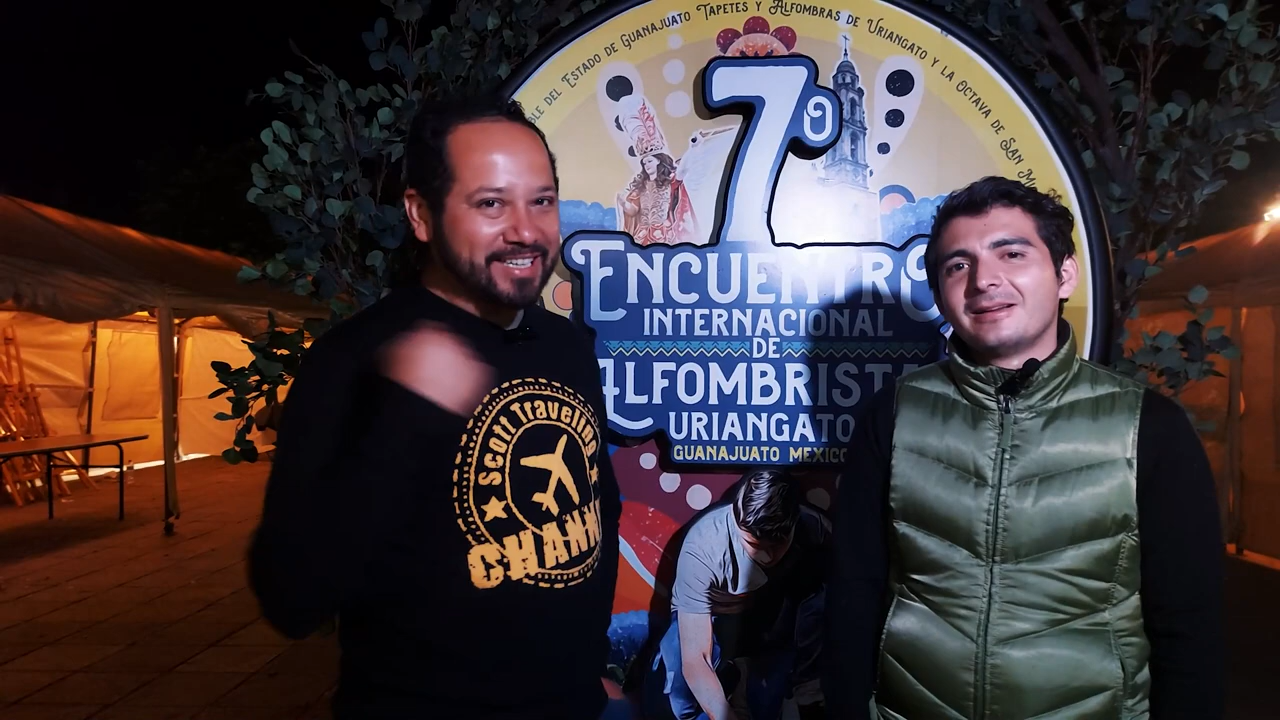 DEL ESTADO DE GUANAJUATO TAPETES Y ALFOMBRAS DE URIANGATO Y LA OCTAVA DE SAN
7º
ENCUENTRO
INTERNACIONAL
DE
ALFOMBRISTA
URIANGATO
GUANAJUATO MEXICO
Scott Traveling
CHANN